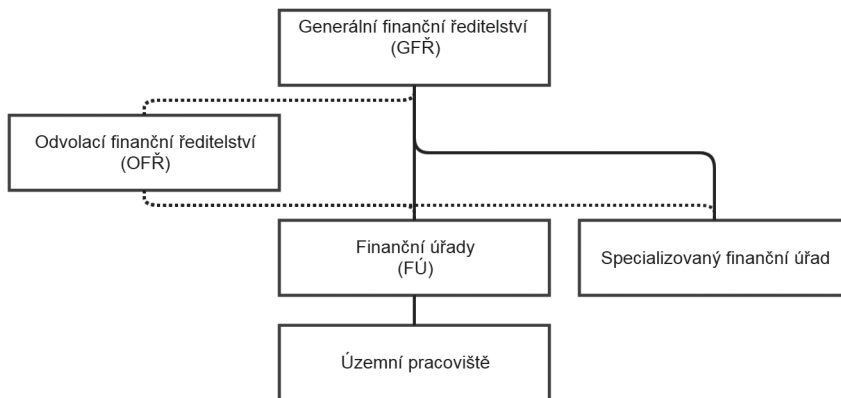 Generální finanční ředitelství
(GFŘ)
Odvolací finanční ředitelství
(OFŘ)
Finanční úřady
(FÚ)
Specializovaný finanční úřad
Územní pracoviště